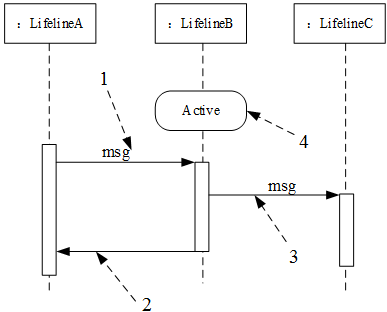 : LifelineA
: LifelineB
: LifelineC
1
Active
4
msg
msg
3
2